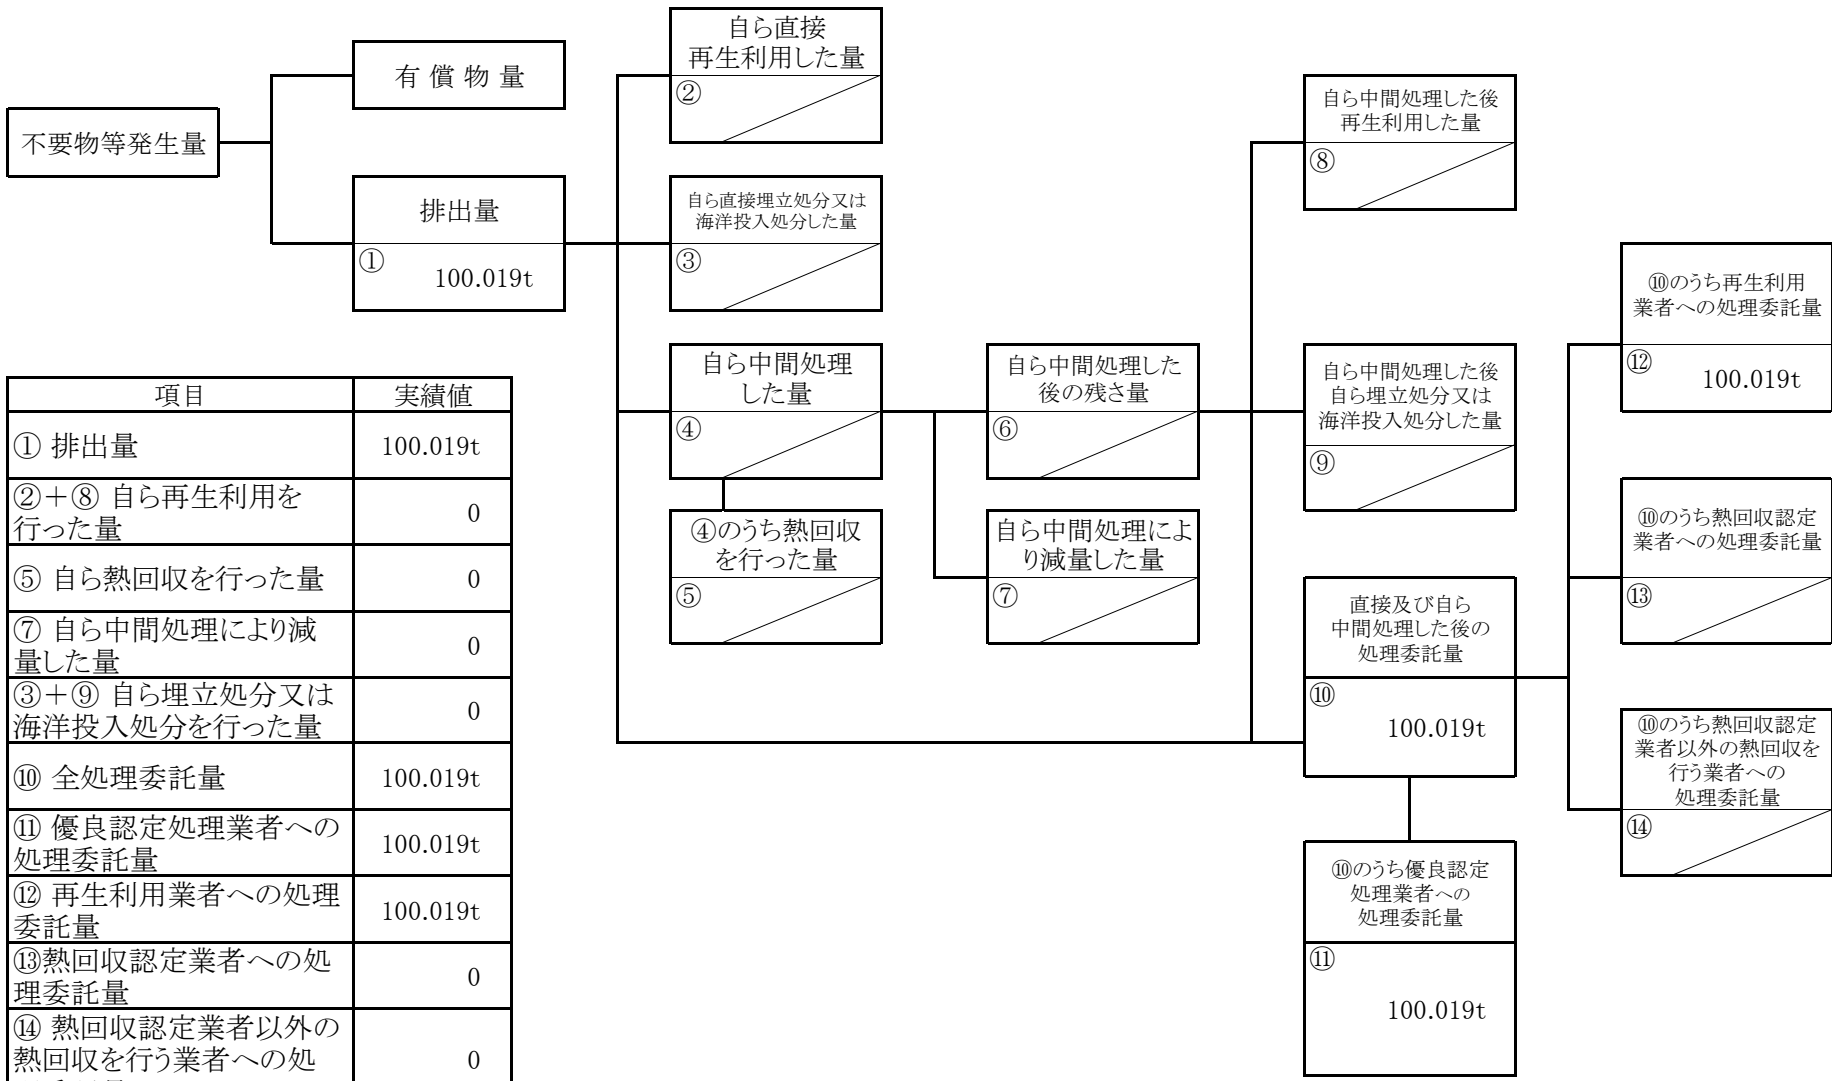 不要物等発生量
有 償 物 量
排出量
①
100.019t
自ら直接
再生利用した量
②
自ら直接埋立処分又は
海洋投入処分した量
③
自ら中間処理
した量
④
④のうち熱回収
を行った量
⑤
自ら中間処理した
後の残さ量
⑥
自ら中間処理によ
り減量した量
⑦
自ら中間処理した後
再生利用した量
⑧
自ら中間処理した後
自ら埋立処分又は
海洋投入処分した量
⑨
直接及び自ら
中間処理した後の
処理委託量
⑩
100.019t
⑩のうち優良認定
処理業者への
処理委託量
⑪
100.019t
⑩のうち再生利用
業者への処理委託量
⑫
100.019t
⑩のうち熱回収認定
業者への処理委託量
⑬
⑩のうち熱回収認定
業者以外の熱回収を
行う業者への
処理委託量
⑭
項目 実績値
① 排出量 100.019t
②＋⑧ 自ら再生利用を
行った量 0
⑤ 自ら熱回収を行った量 0
⑦ 自ら中間処理により減
量した量 0
③＋⑨ 自ら埋立処分又は
海洋投入処分を行った量 0
⑩ 全処理委託量 100.019t
⑪ 優良認定処理業者への
処理委託量 100.019t
⑫ 再生利用業者への処理
委託量 100.019t
⑬熱回収認定業者への処
理委託量 0
⑭ 熱回収認定業者以外の
熱回収を行う業者への処 0